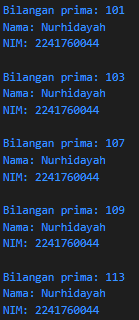 Bilangan prima: 101
Nama: Nurhidayah
NIM: 2241760044
Bilangan prima: 103
Nama: Nurhidayah
NIM: 2241760044
Bilangan prima: 107
Nama: Nurhidayah
NIM: 2241760044
Bilangan prima: 109
Nama: Nurhidayah
NIM: 2241760044
Bilangan prima: 113
Nama: Nurhidayah
NIM: 2241760044